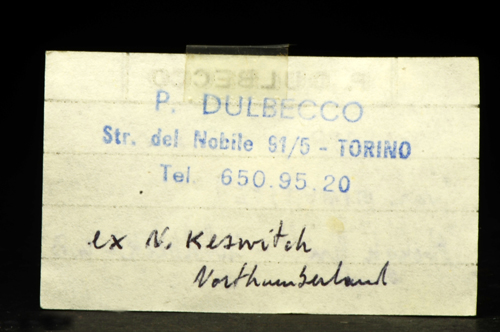 P. DULBECCO
Str. del Nobile 91/5 - TORINO
Tel. 650.95.20
ex N. Keswitch
Northumberland